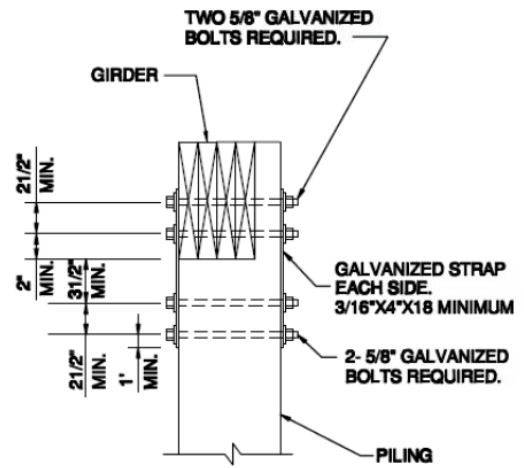 TWO 5/8" GALVANIZED
BOLTS REQUIRED.
GIRDER
21/2"
MIN.
2"
MIN.
31/2"
MIN.
21/2"
MIN.
1'
MIN.
GALVANIZED STRAP
EACH SIDE.
3/16"X4"X18 MINIMUM
2- 5/8" GALVANIZED
BOLTS REQUIRED.
PILING